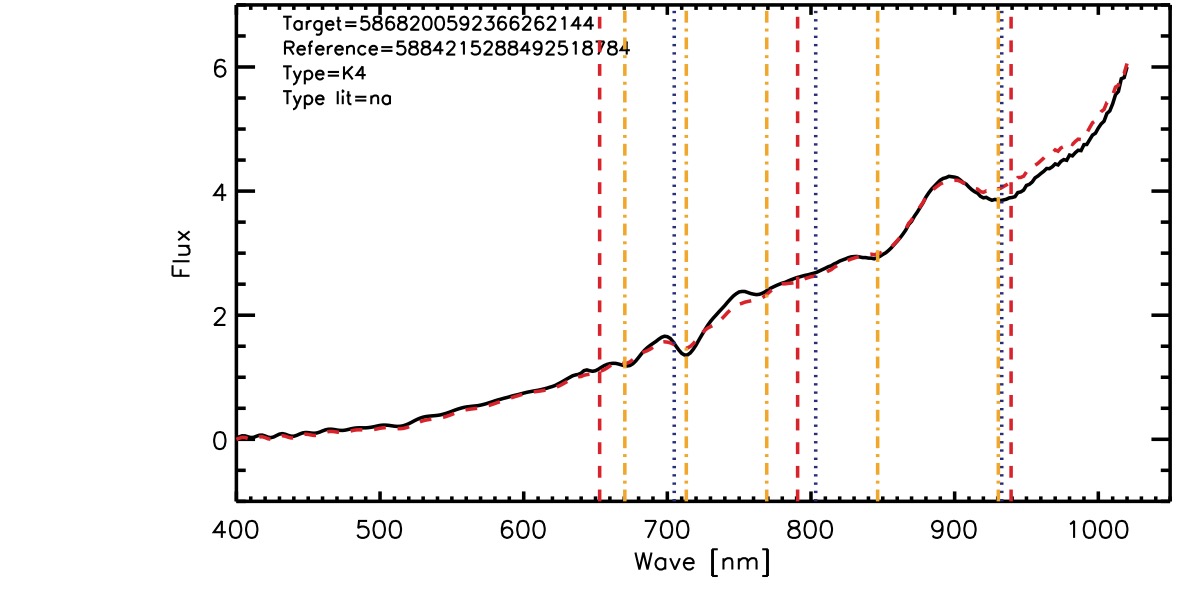 Target=5868200592366262144
Reference=5884215288492518784
Type=K4
Type lit=na
6
4
2
0
Flux
400 500 600 700 800 900 1000
Wave [nm]